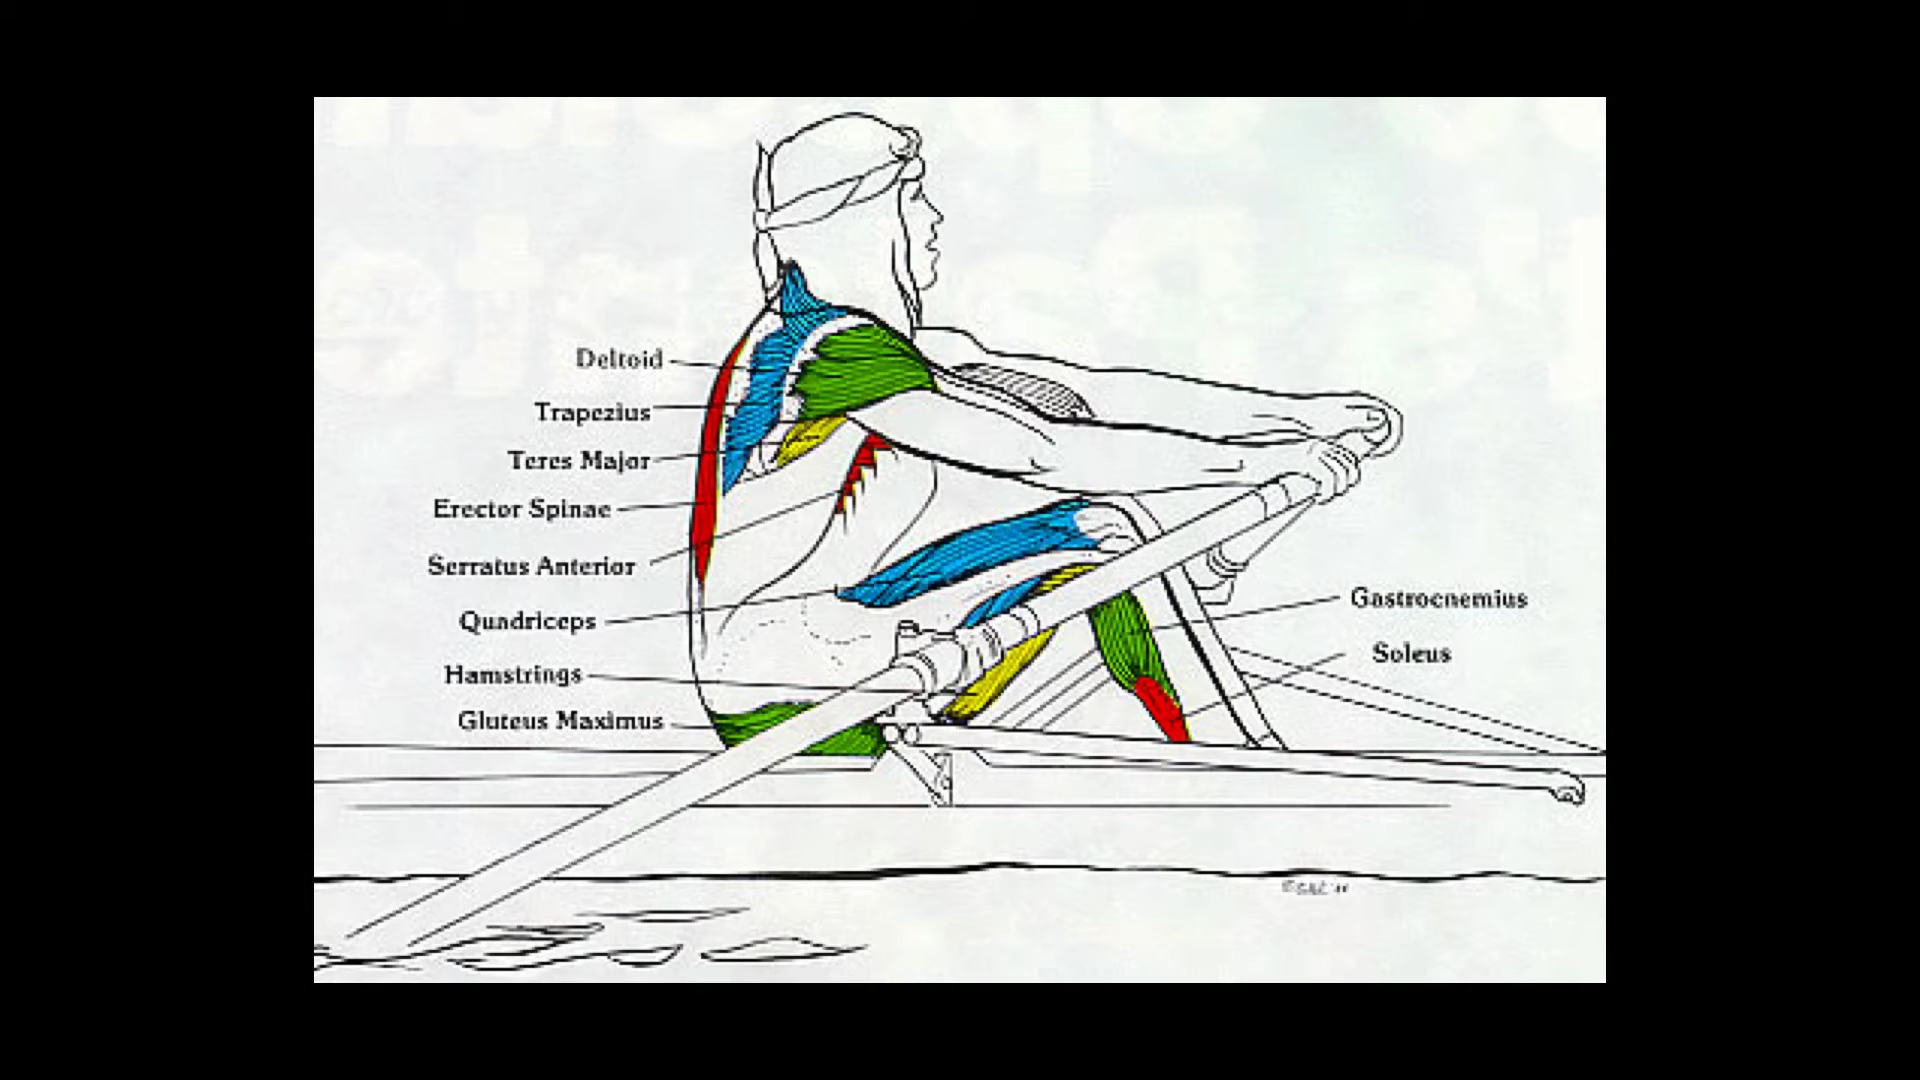 Deltoid
Trapezius
Teres Major
Erector Spinae
Serratus Anterior
Quadriceps
Hamstrings
Gluteus Maximus
Gastrocnemius
Soleus